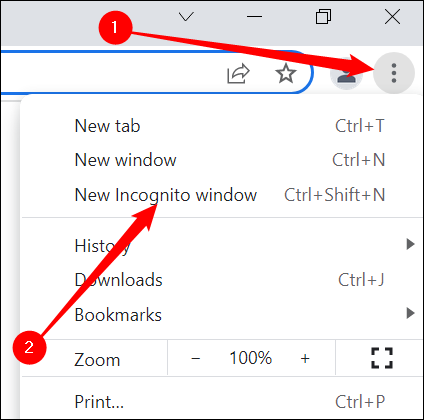 1
New tab Ctrl+T
New window Ctrl+N
New Incognito window Ctrl+Shift+N
History
Downloads Ctrl+J
Bookmarks
2
Zoom - 100% +
Print... Ctrl+P